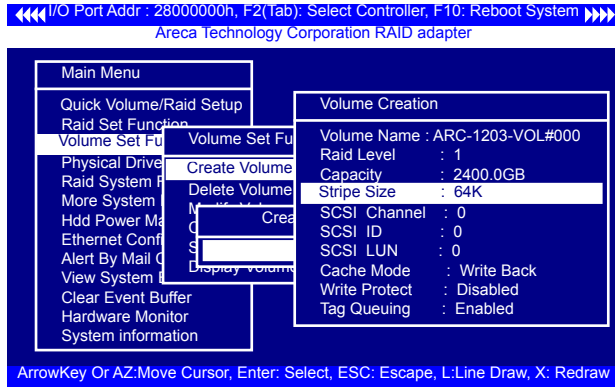 I/O Port Addr : 28000000h, F2(Tab): Select Controller, F10: Reboot System
Areca Technology Corporation RAID adapter
Main Menu
Quick Volume/Raid Setup
Raid Set Function
Volume Set Fu
Physical Drive
Raid System F
More System
Hdd Power Ma
Ethernet Confi
Alert By Mail C
View System E
Clear Event Buffer
Hardware Monitor
System information
Volume Set Fu
Create Volume
Delete Volume
Display Volume
Crea
Volume Creation
Volume Name : ARC-1203-VOL#000
Raid Level : 1
Capacity : 2400.0GB
Stripe Size : 64K
SCSI Channel : 0
SCSI ID : 0
SCSI LUN : 0
Cache Mode : Write Back
Write Protect : Disabled
Tag Queuing : Enabled
ArrowKey Or AZ:Move Cursor, Enter: Select, ESC: Escape, L:Line Draw, X: Redraw